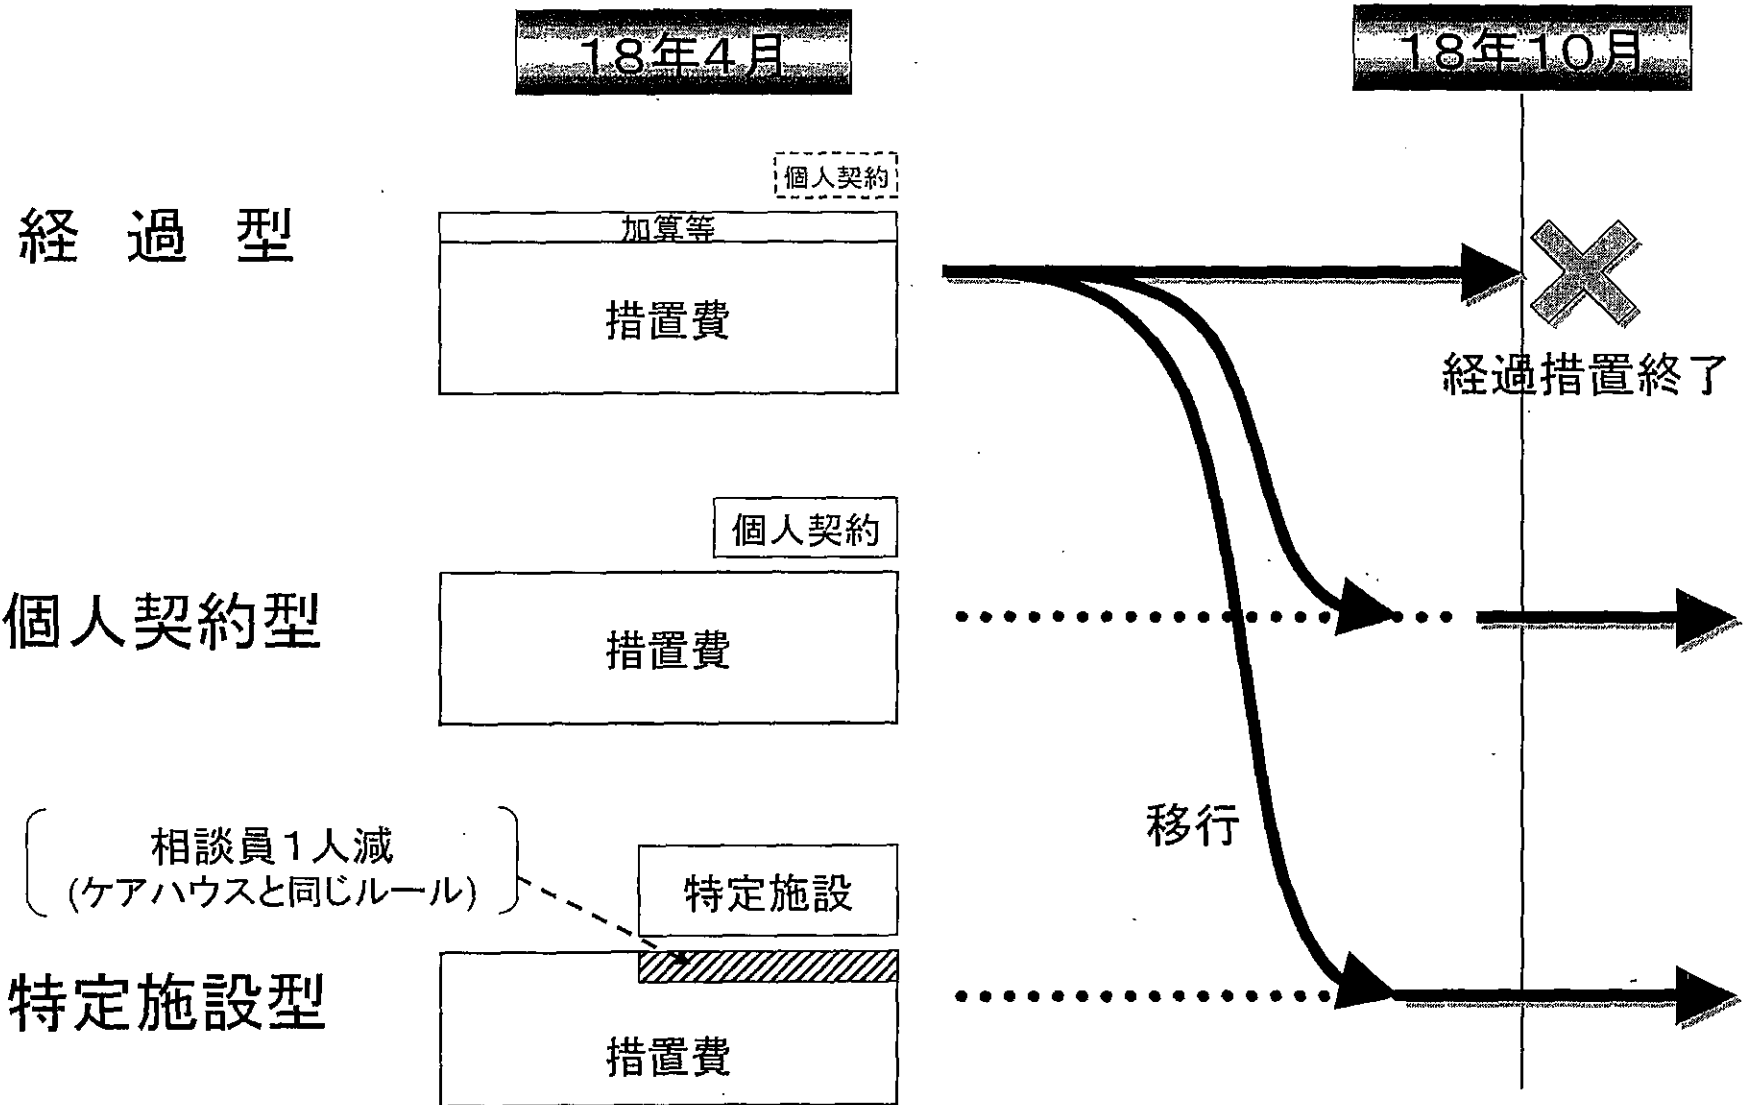 18年4月
18年10月
経過型
個人契約
加算等
措置費
経過措置終了
個人契約型
個人契約
措置費
移行
相談員1人減
(ケアハウスと同じルール)
特定施設
特定施設型
措置費